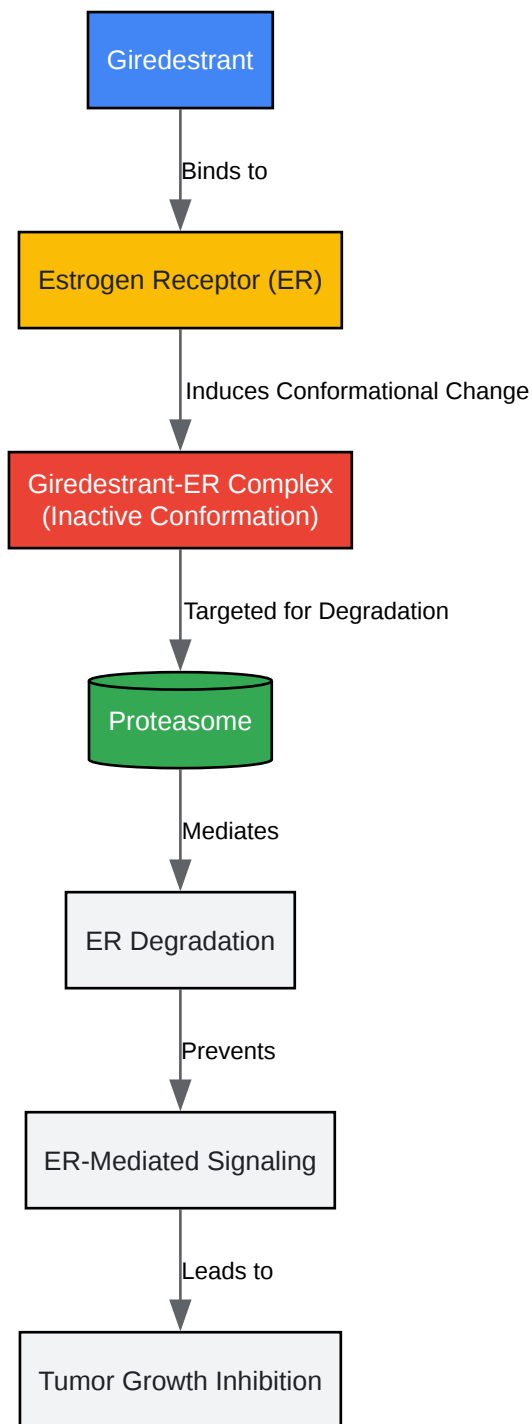 Giredestrant
Binds to
Estrogen Receptor (ER)
Induces Conformational Change
Giredestrant-ER Complex
(Inactive Conformation)
Targeted for Degradation
Proteasome
Mediates
ER Degradation
Prevents
ER-Mediated Signaling
Leads to
Tumor Growth Inhibition